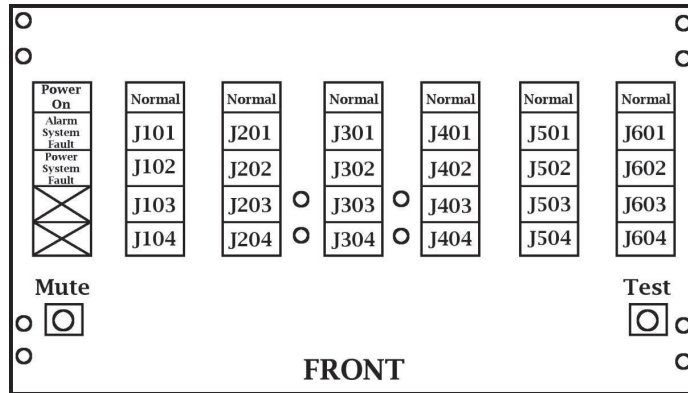 Power
On
Alarm
System
Fault
Power
System
Fault
Normal
J101
J102
J103
J104
Normal
J201
J202
J203
J204
Normal
J301
J302
J303
J304
Normal
J401
J402
J403
J404
Normal
J501
J502
J503
J504
Normal
J601
J602
J603
J604
Mute
Test
FRONT